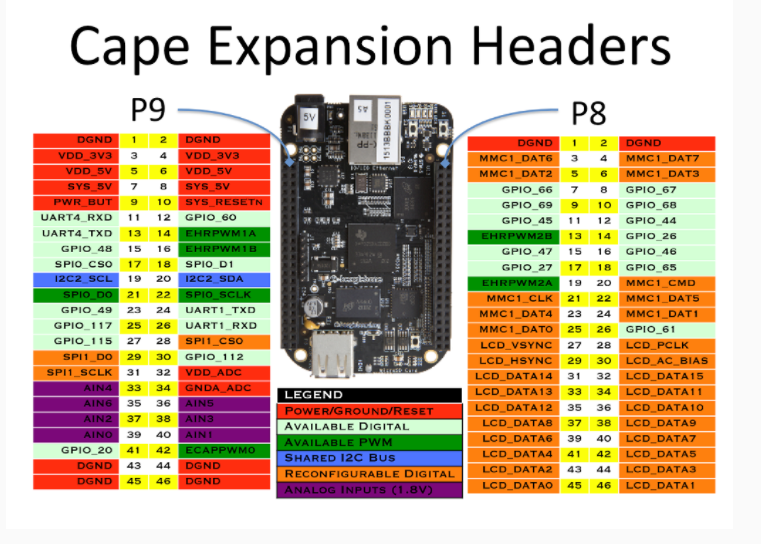 Cape Expansion Headers
P9
P8
DGND 1 2 DGND
VDD_3V3 3 4 VDD_3V3
VDD_5V 5 6 VDD_5V
SYS_5V 7 8 SYS_5V
PWR_BUT 9 10 SYS_RESETN
UART4_RXD 11 12 GPIO_60
UART4_TXD 13 14 EHRPWM1A
GPIO_48 15 16 EHRPWM1B
SPI0_CS0 17 18 SPI0_D1
I2C2_SCL 19 20 I2C2_SDA
SPI0_D0 21 22 SPI0_SCLK
GPIO_49 23 24 UART1_TXD
GPIO_117 25 26 UART1_RXD
GPIO_115 27 28 SPI1_CS0
SPI1_D0 29 30 GPIO_112
SPI1_SCLK 31 32 VDD_ADC
AIN4 33 34 GNDA_ADC
AIN6 35 36 AIN5
AIN2 37 38 AIN3
AIN0 39 40 AIN1
GPIO_20 41 42 ECAPPWM0
DGND 43 44 DGND
DGND 45 46 DGND
5V
1513BBBK0001
LEGEND
Power/Ground/Reset
Available Digital
Available PWM
Shared I2C Bus
Reconfigurable Digital
Analog Inputs (1.8V)
DGND 1 2 DGND
MMC1_DAT6 3 4 MMC1_DAT7
MMC1_DAT2 5 6 MMC1_DAT3
GPIO_66 7 8 GPIO_67
GPIO_69 9 10 GPIO_68
GPIO_45 11 12 GPIO_44
EHRPWM2B 13 14 GPIO_26
GPIO_47 15 16 GPIO_46
GPIO_27 17 18 GPIO_65
EHRPWM2A 19 20 MMC1_CMD
MMC1_CLK 21 22 MMC1_DAT5
MMC1_DAT4 23 24 MMC1_DAT1
MMC1_DAT0 25 26 GPIO_61
LCD_VSYNC 27 28 LCD_PCLK
LCD_HSYNC 29 30 LCD_AC_BIAS
LCD_DATA14 31 32 LCD_DATA15
LCD_DATA13 33 34 LCD_DATA11
LCD_DATA12 35 36 LCD_DATA10
LCD_DATA8 37 38 LCD_DATA9
LCD_DATA6 39 40 LCD_DATA7
LCD_DATA4 41 42 LCD_DATA5
LCD_DATA2 43 44 LCD_DATA3
LCD_DATA0 45 46 LCD_DATA1